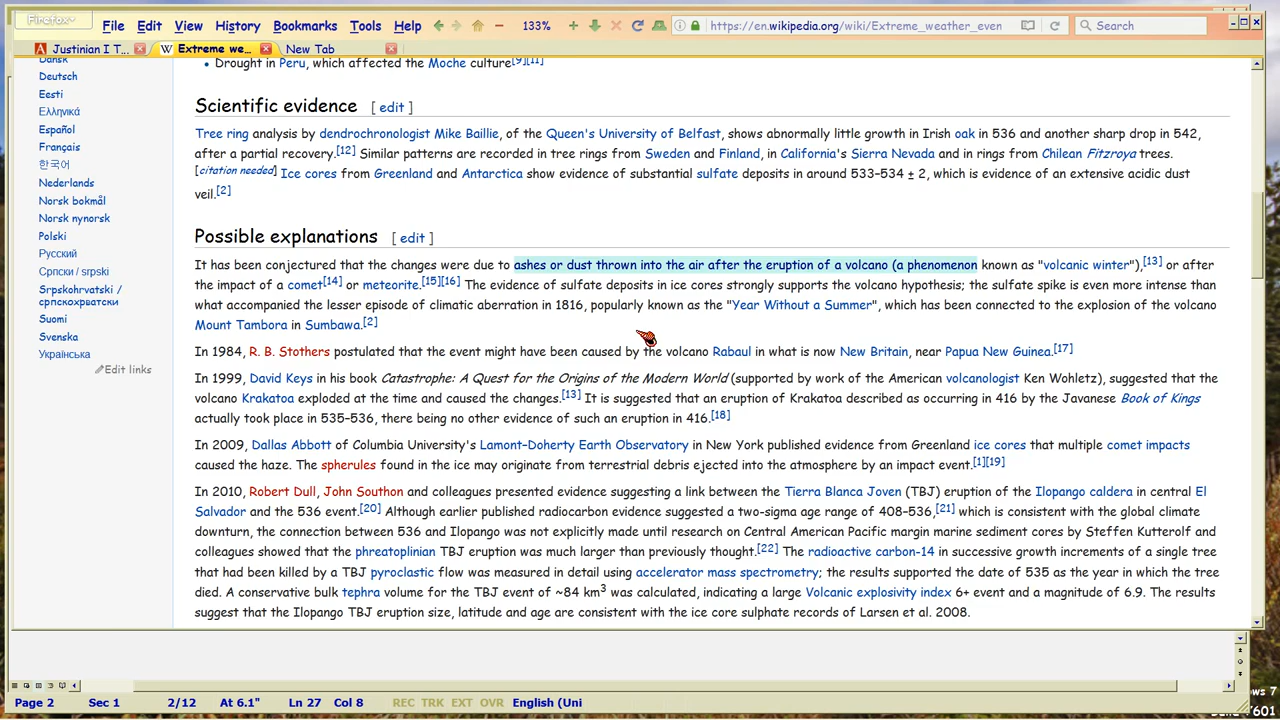 Firefox
File Edit View History Bookmarks Tools Help 133% https://en.wikipedia.org/wiki/Extreme_weather_even Search
Justinian I T... Extreme we... New Tab
Dansk
Deutsch
Eesti
Ελληνικά
Español
Français
한국어
Nederlands
Norsk bokmål
Norsk nynorsk
Polski
Русский
Српски / srpski
Srpskohrvatski /
српскохрватски
Suomi
Svenska
Українська
Edit links
• Drought in Peru, which affected the Moche culture[9][11]
Scientific evidence [ edit ]
Tree ring analysis by dendrochronologist Mike Baillie, of the Queen's University of Belfast, shows abnormally little growth in Irish oak in 536 and another sharp drop in 542,
after a partial recovery.[12] Similar patterns are recorded in tree rings from Sweden and Finland, in California's Sierra Nevada and in rings from Chilean Fitzroya trees.
[citation needed] Ice cores from Greenland and Antarctica show evidence of substantial sulfate deposits in around 533–534 ± 2, which is evidence of an extensive acidic dust
veil.[2]
Possible explanations [ edit ]
It has been conjectured that the changes were due to ashes or dust thrown into the air after the eruption of a volcano (a phenomenon known as "volcanic winter"),[13] or after
the impact of a comet[14] or meteorite.[15][16] The evidence of sulfate deposits in ice cores strongly supports the volcano hypothesis; the sulfate spike is even more intense than
what accompanied the lesser episode of climatic aberration in 1816, popularly known as the "Year Without a Summer", which has been connected to the explosion of the volcano
Mount Tambora in Sumbawa.[2]
In 1984, R. B. Stothers postulated that the event might have been caused by the volcano Rabaul in what is now New Britain, near Papua New Guinea.[17]
In 1999, David Keys in his book Catastrophe: A Quest for the Origins of the Modern World (supported by work of the American volcanologist Ken Wohletz), suggested that the
volcano Krakatoa exploded at the time and caused the changes.[13] It is suggested that an eruption of Krakatoa described as occurring in 416 by the Javanese Book of Kings
actually took place in 535–536, there being no other evidence of such an eruption in 416.[18]
In 2009, Dallas Abbott of Columbia University's Lamont–Doherty Earth Observatory in New York published evidence from Greenland ice cores that multiple comet impacts
caused the haze. The spherules found in the ice may originate from terrestrial debris ejected into the atmosphere by an impact event.[1][19]
In 2010, Robert Dull, John Southon and colleagues presented evidence suggesting a link between the Tierra Blanca Joven (TBJ) eruption of the Ilopango caldera in central El
Salvador and the 536 event.[20] Although earlier published radiocarbon evidence suggested a two-sigma age range of 408–536,[21] which is consistent with the global climate
downturn, the connection between 536 and Ilopango was not explicitly made until research on Central American Pacific margin marine sediment cores by Steffen Kutterolf and
colleagues showed that the phreatoplinian TBJ eruption was much larger than previously thought.[22] The radioactive carbon-14 in successive growth increments of a single tree
that had been killed by a TBJ pyroclastic flow was measured in detail using accelerator mass spectrometry; the results supported the date of 535 as the year in which the tree
died. A conservative bulk tephra volume for the TBJ event of ~84 km3 was calculated, indicating a large Volcanic explosivity index 6+ event and a magnitude of 6.9. The results
suggest that the Ilopango TBJ eruption size, latitude and age are consistent with the ice core sulphate records of Larsen et al. 2008.
Page 2 Sec 1 2/12 At 6.1" Ln 27 Col 8 REC TRK EXT OVR English (Uni
ows 7
7601